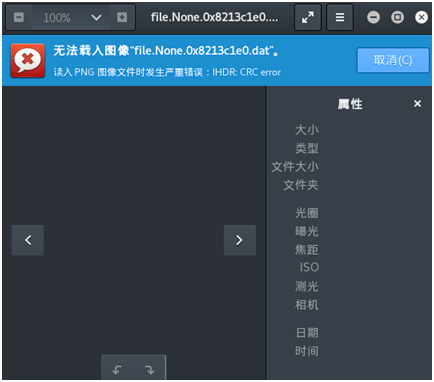 100%
file.None.0x8213c1e0....
无法载入图像“file.None.0x8213c1e0.dat”。
读入 PNG 图像文件时发生严重错误：IHDR: CRC error
取消(C)
属性
大小
类型
文件大小
文件夹
光圈
曝光
焦距
ISO
测光
相机
日期
时间